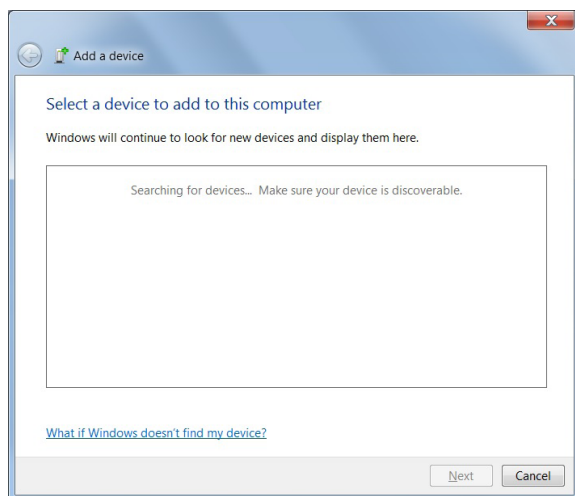 Add a device
Select a device to add to this computer
Windows will continue to look for new devices and display them here.
Searching for devices... Make sure your device is discoverable.
What if Windows doesn't find my device?
Next Cancel